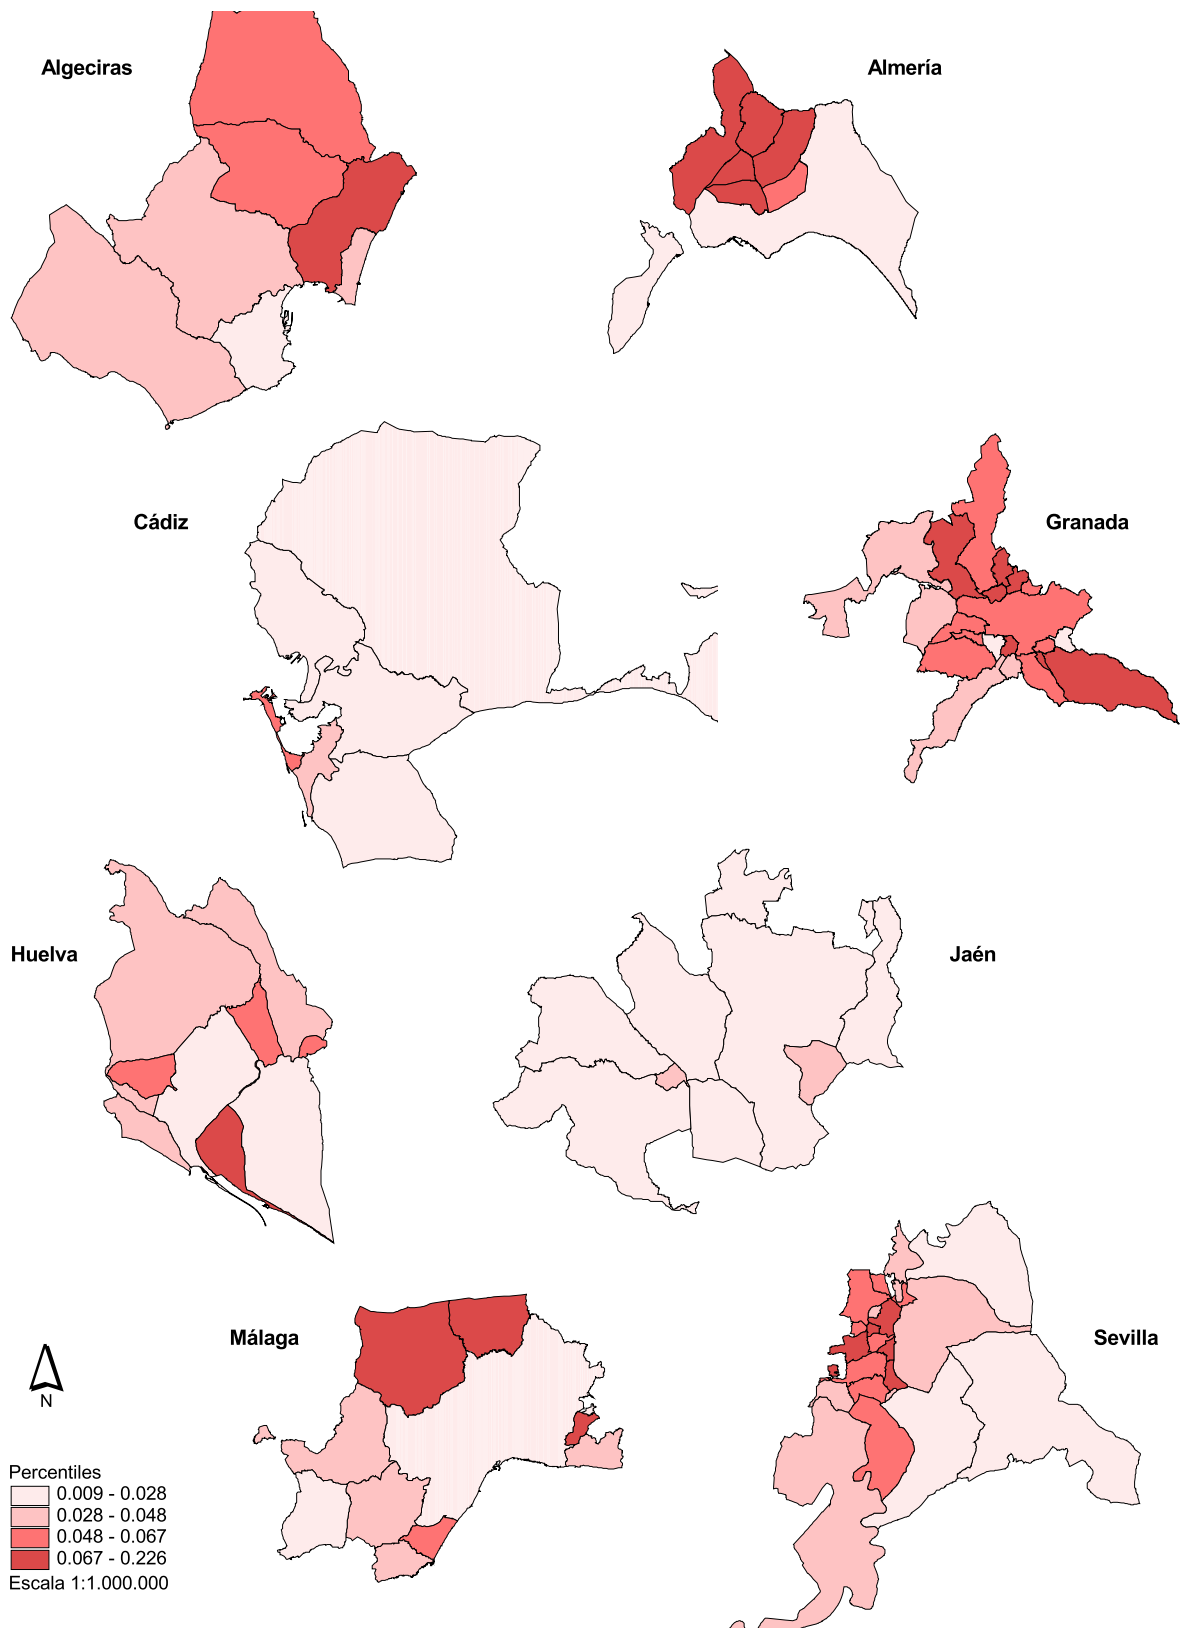 Algeciras
Almería
Cádiz
Granada
Huelva
Jaén
Málaga
Sevilla
N
Percentiles
0.009 - 0.028
0.028 - 0.048
0.048 - 0.067
0.067 - 0.226
Escala 1:1.000.000